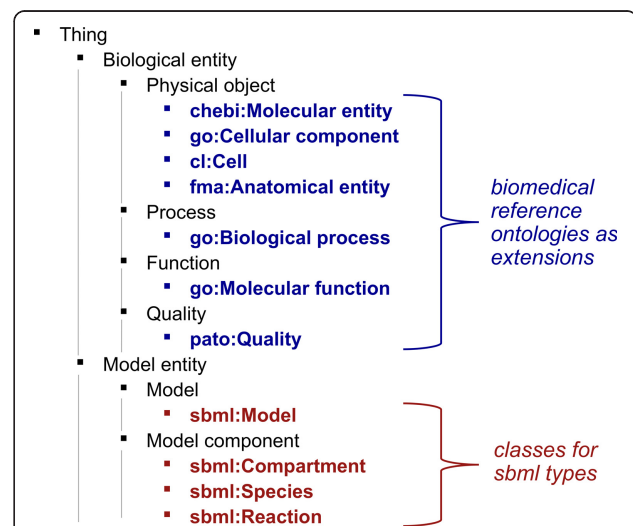 Thing
Biological entity
Physical object
chebi:Molecular entity
go:Cellular component
cl:Cell
fma:Anatomical entity
Process
go:Biological process
Function
go:Molecular function
Quality
pato:Quality
biomedical
reference
ontologies as
extensions
Model entity
Model
sbml:Model
Model component
sbml:Compartment
sbml:Species
sbml:Reaction
classes for
sbml types